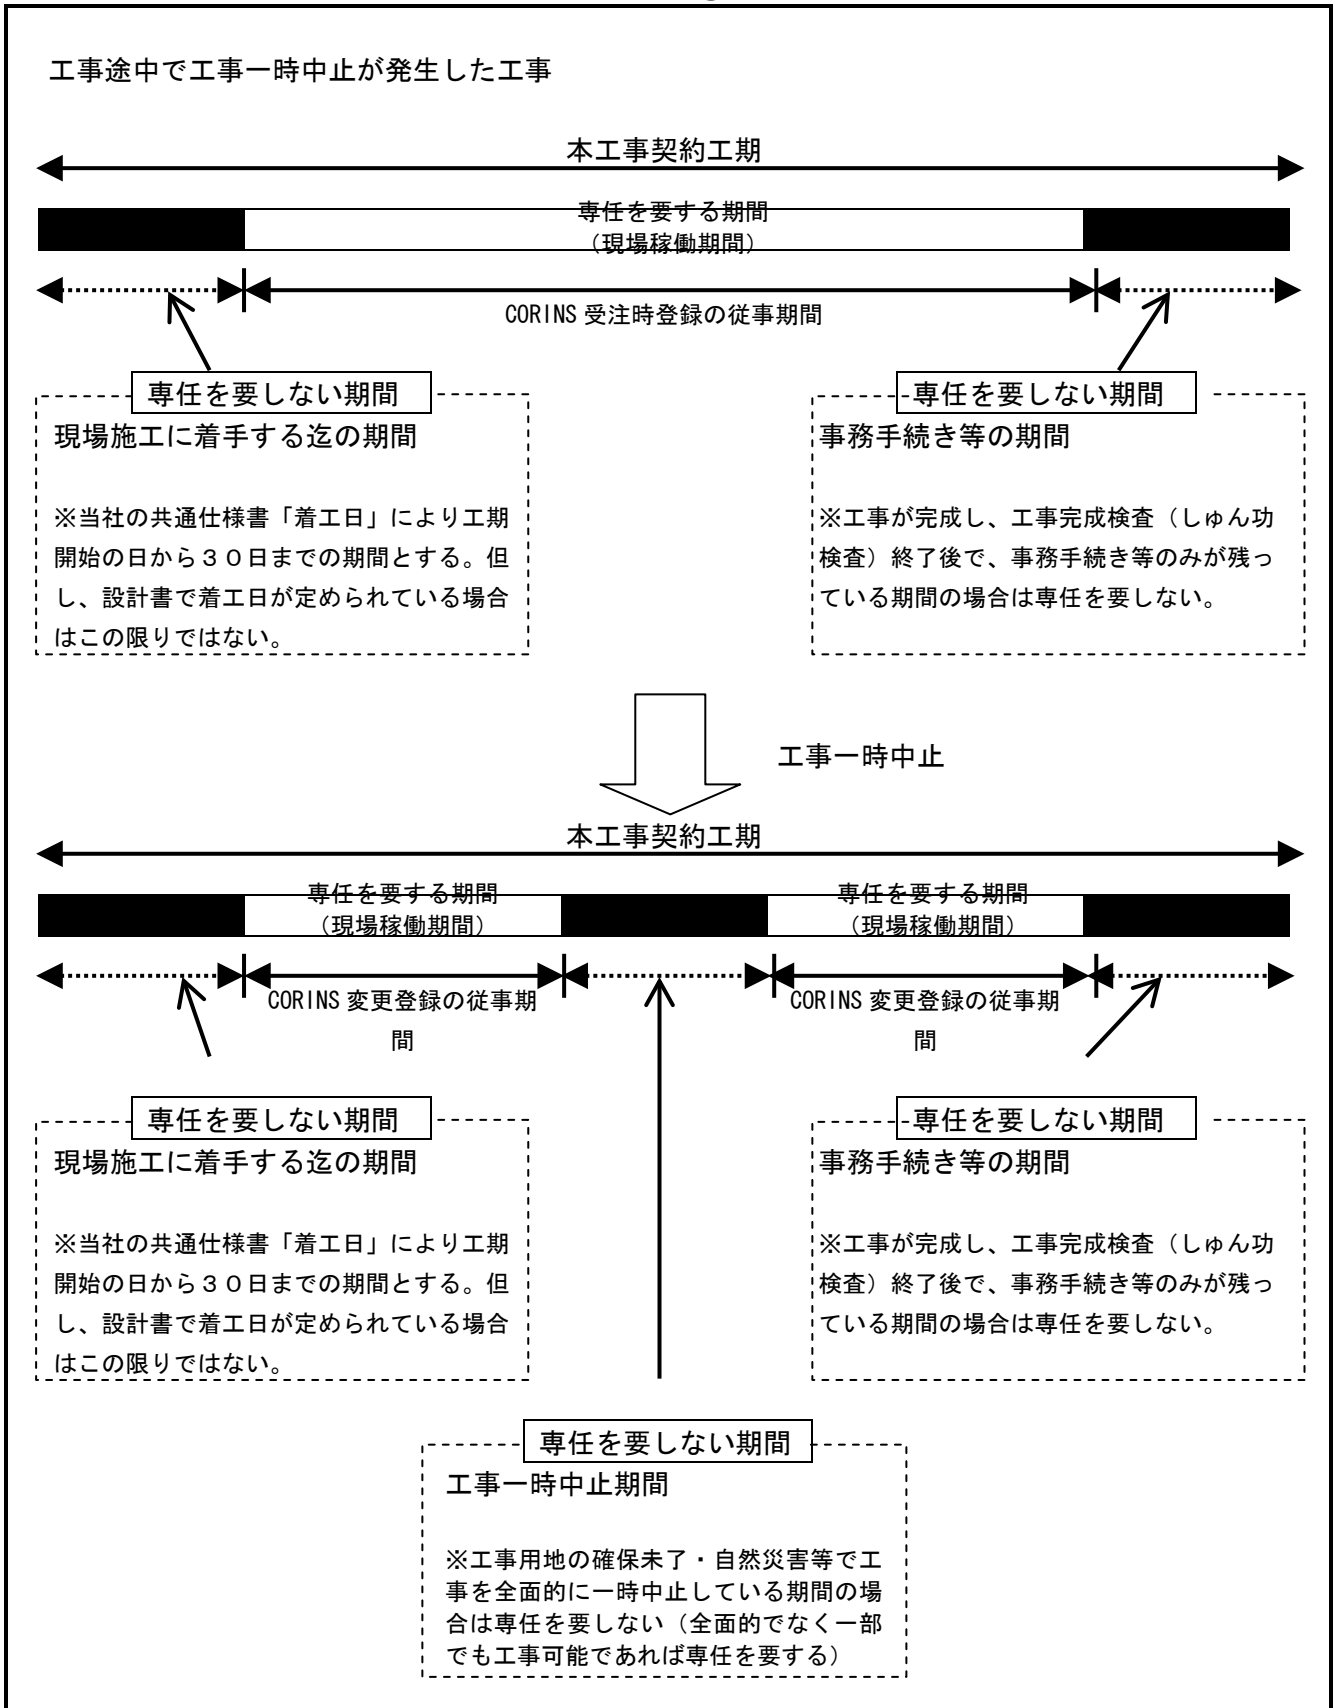 工事途中で工事一時中止が発生した工事
本工事契約工期
専任を要する期間
（現場稼働期間）
CORINS 受注時登録の従事期間
専任を要しない期間
現場施工に着手する迄の期間
※当社の共通仕様書「着工日」により工期
開始の日から３０日までの期間とする。但
し、設計書で着工日が定められている場合
はこの限りではない。
専任を要しない期間
事務手続き等の期間
※工事が完成し、工事完成検査（しゅん功
検査）終了後で、事務手続き等のみが残っ
ている期間の場合は専任を要しない。
工事一時中止
本工事契約工期
専任を要する期間
（現場稼働期間）
専任を要する期間
（現場稼働期間）
CORINS 変更登録の従事期
間
CORINS 変更登録の従事期
間
専任を要しない期間
現場施工に着手する迄の期間
※当社の共通仕様書「着工日」により工期
開始の日から３０日までの期間とする。但
し、設計書で着工日が定められている場合
はこの限りではない。
専任を要しない期間
事務手続き等の期間
※工事が完成し、工事完成検査（しゅん功
検査）終了後で、事務手続き等のみが残っ
ている期間の場合は専任を要しない。
専任を要しない期間
工事一時中止期間
※工事用地の確保未了・自然災害等で工
事を全面的に一時中止している期間の場
合は専任を要しない（全面的でなく一部
でも工事可能であれば専任を要する）